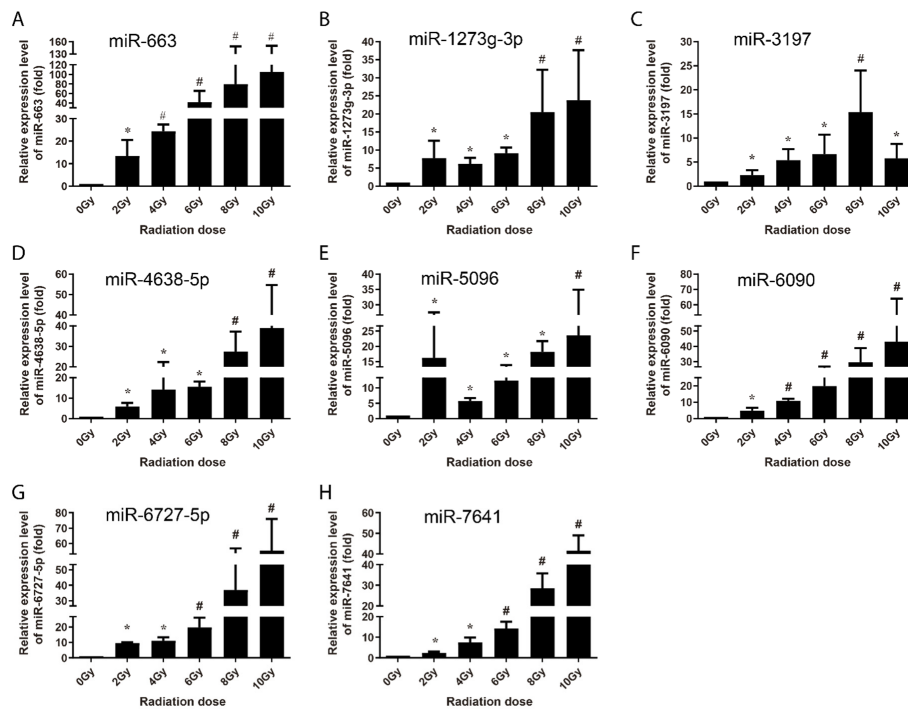 A
miR-663
Relative expression level
of miR-663 (fold)
160
140
120
100
80
60
40
30
20
10
0
*
#
#
#
#
0Gy
2Gy
4Gy
6Gy
8Gy
10Gy
Radiation dose
B
miR-1273g-3p
Relative expression level
of miR-1273g-3p (fold)
40
35
30
25
20
15
10
5
0
*
*
*
#
#
0Gy
2Gy
4Gy
6Gy
8Gy
10Gy
Radiation dose
C
miR-3197
Relative expression level
of miR-3197 (fold)
30
25
20
15
10
5
0
*
*
*
#
*
0Gy
2Gy
4Gy
6Gy
8Gy
10Gy
Radiation dose
D
miR-4638-5p
Relative expression level
of miR-4638-5p (fold)
60
50
40
30
20
20
10
0
*
*
*
#
#
0Gy
2Gy
4Gy
6Gy
8Gy
10Gy
Radiation dose
E
miR-5096
Relative expression
of miR-5096 (fold)
40
35
30
25
20
15
10
5
0
*
*
*
*
#
0Gy
2Gy
4Gy
6Gy
8Gy
10Gy
Radiation dose
F
miR-6090
Relative expression level
of miR-6090 (fold)
80
70
60
50
40
30
20
10
0
*
#
#
#
#
0Gy
2Gy
4Gy
6Gy
8Gy
10Gy
Radiation dose
G
miR-6727-5p
Relative expression level
of miR-6727-5p (fold)
80
70
60
50
40
30
20
10
0
*
*
#
#
#
0Gy
2Gy
4Gy
6Gy
8Gy
10Gy
Radiation dose
H
miR-7641
Relative expression level
of miR-7641 (fold)
60
50
40
40
30
20
20
10
0
*
*
#
#
#
0Gy
2Gy
4Gy
6Gy
8Gy
10Gy
Radiation dose